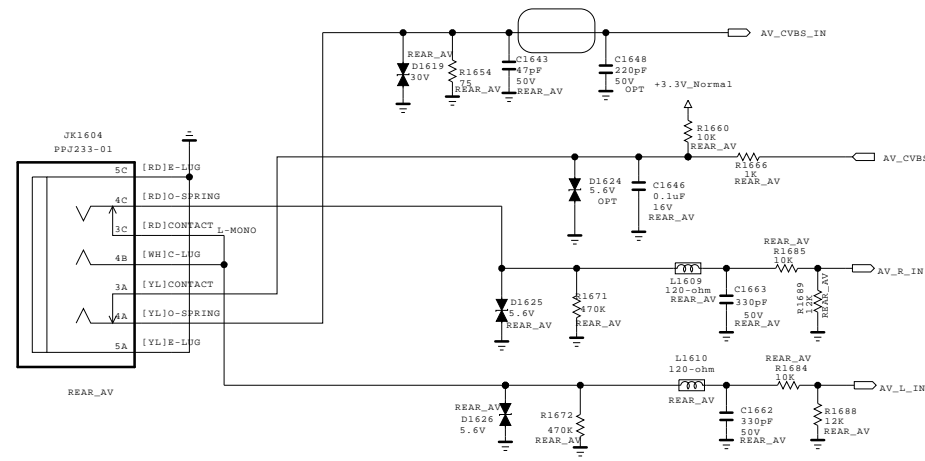 AV_CVBS_IN
REAR_AV
D1619
30V
R1654
75
REAR_AV
C1643
47pF
50V
REAR_AV
C1648
220pF
50V
OPT
+3.3V_Normal
R1660
10K
REAR_AV
JK1604
PPJ233-01
AV_CVBS
R1666
1K
REAR_AV
5C
[RD]E-LUG
4C
[RD]O-SPRING
3C
[RD]CONTACT
L-MONO
4B
[WH]C-LUG
3A
[YL]CONTACT
4A
[YL]O-SPRING
5A
[YL]E-LUG
REAR_AV
D1624
5.6V
OPT
C1646
0.1uF
16V
REAR_AV
D1625
5.6V
REAR_AV
R1671
470K
REAR_AV
L1609
120-ohm
REAR_AV
C1663
330pF
50V
REAR_AV
REAR_AV
R1685
10K
R1689
12K
REAR_AV
AV_R_IN
REAR_AV
D1626
5.6V
R1672
470K
REAR_AV
L1610
120-ohm
REAR_AV
C1662
330pF
50V
REAR_AV
REAR_AV
R1684
10K
R1688
12K
REAR_AV
AV_L_IN